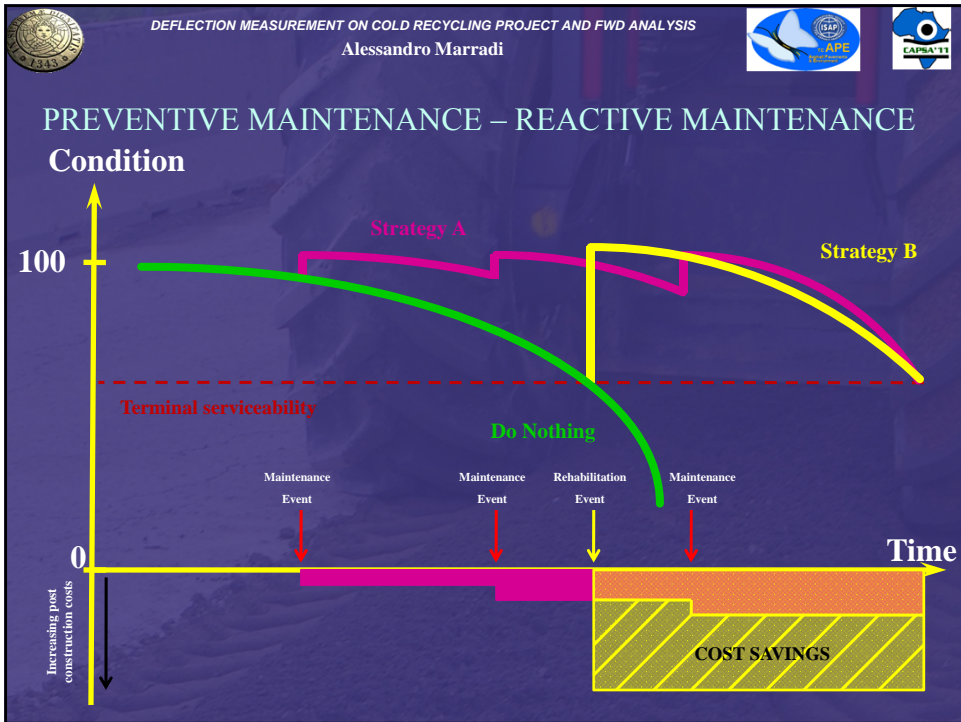 DEFLECTION MEASUREMENT ON COLD RECYCLING PROJECT AND FWD ANALYSIS
Alessandro Marradi
1343
ISAP
TC APE
CAPSA'11
PREVENTIVE MAINTENANCE – REACTIVE MAINTENANCE
Condition
100
Strategy A
Strategy B
Terminal serviceability
Do Nothing
Maintenance
Event
Maintenance
Event
Rehabilitation
Event
Maintenance
Event
0
Time
Increasing post
construction costs
COST SAVINGS